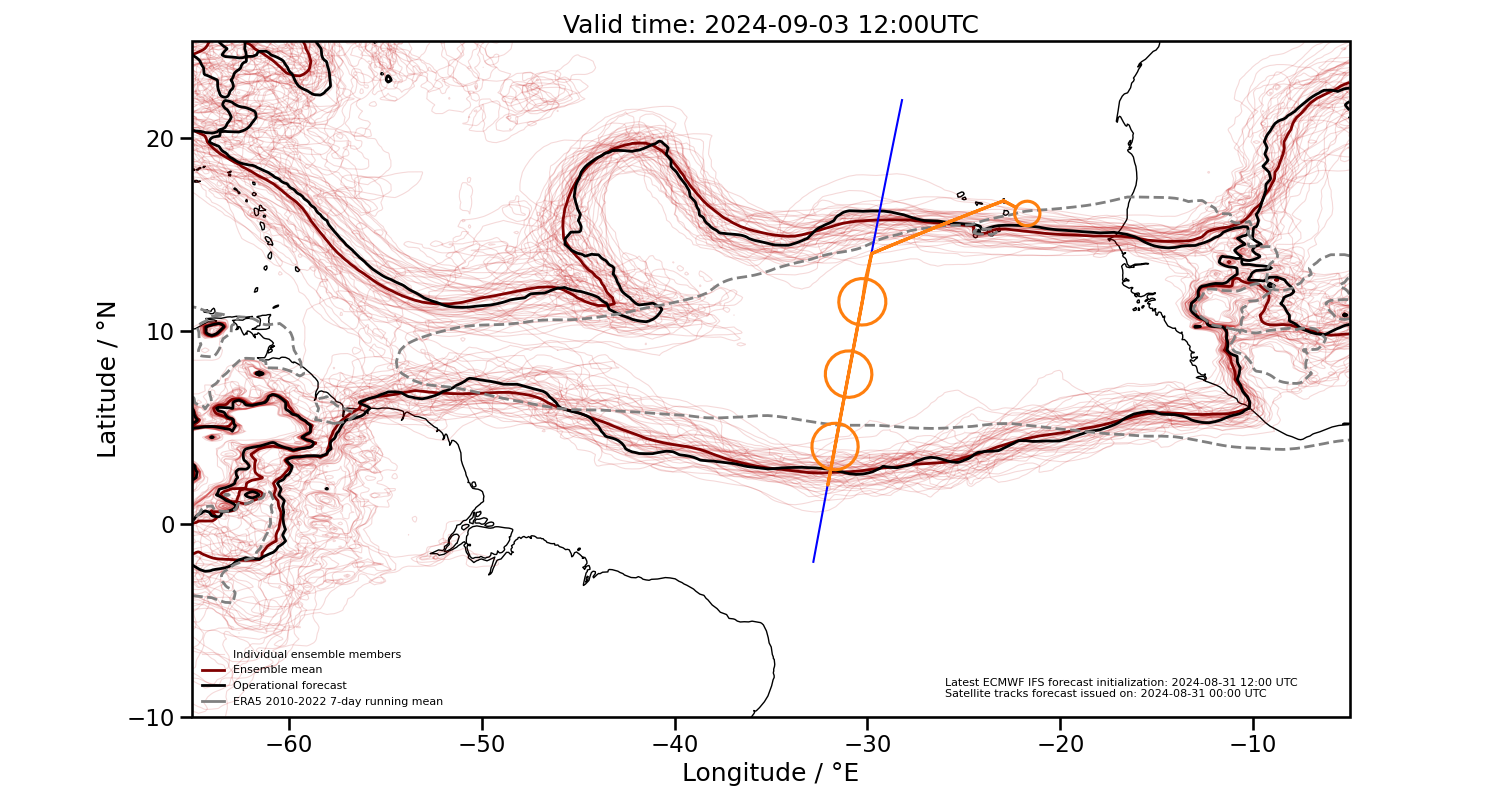 Valid time: 2024-09-03 12:00UTC
Latitude / °N
20
10
0
−10
Individual ensemble members
Ensemble mean
Operational forecast
ERA5 2010-2022 7-day running mean
Latest ECMWF IFS forecast initialization: 2024-08-31 12:00 UTC
Satellite tracks forecast issued on: 2024-08-31 00:00 UTC
−60 −50 −40 −30 −20 −10
Longitude / °E